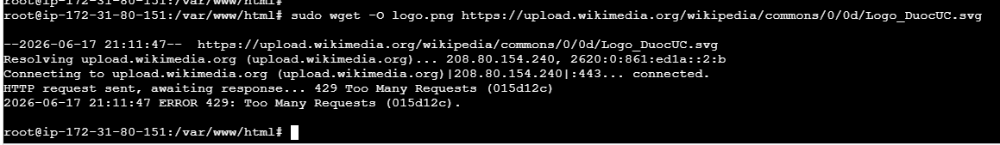 root@ip-172-31-80-151:/var/www/html#
root@ip-172-31-80-151:/var/www/html# sudo wget -O logo.png https://upload.wikimedia.org/wikipedia/commons/0/0d/Logo_DuocUC.svg
--2026-06-17 21:11:47--  https://upload.wikimedia.org/wikipedia/commons/0/0d/Logo_DuocUC.svg
Resolving upload.wikimedia.org (upload.wikimedia.org)... 208.80.154.240, 2620:0:861:ed1a::2:b
Connecting to upload.wikimedia.org (upload.wikimedia.org)|208.80.154.240|:443... connected.
HTTP request sent, awaiting response... 429 Too Many Requests (015d12c)
2026-06-17 21:11:47 ERROR 429: Too Many Requests (015d12c).
root@ip-172-31-80-151:/var/www/html#